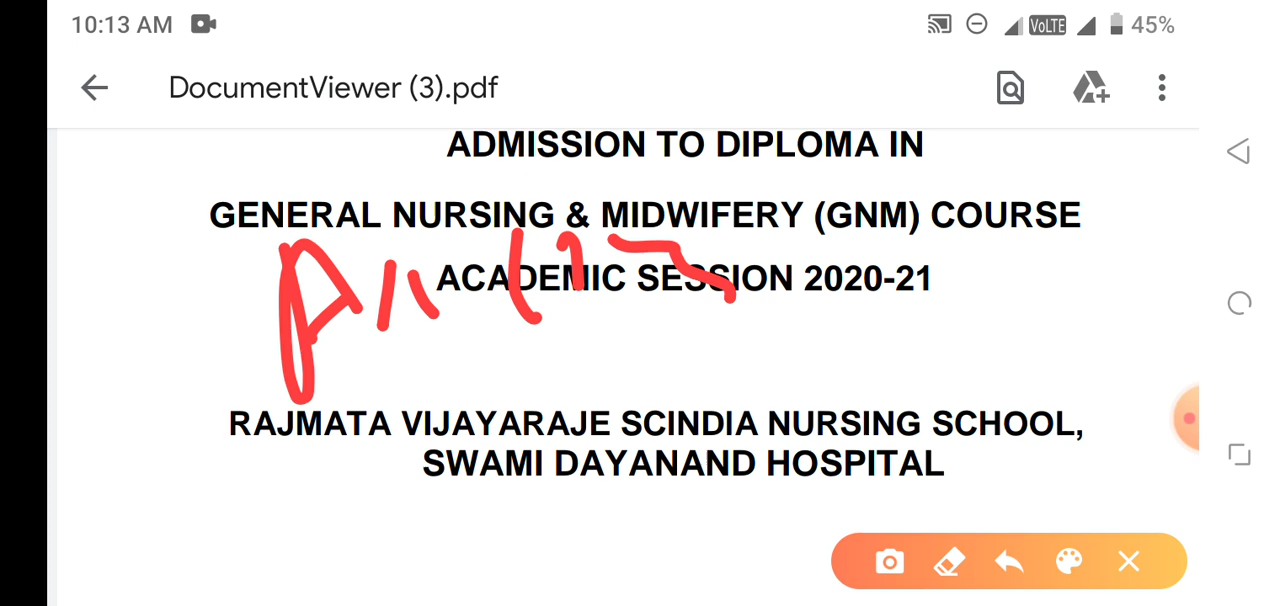 10:13 AM VoLTE 45%
DocumentViewer (3).pdf
ADMISSION TO DIPLOMA IN
GENERAL NURSING & MIDWIFERY (GNM) COURSE
ACADEMIC SESSION 2020-21
RAJMATA VIJAYARAJE SCINDIA NURSING SCHOOL,
SWAMI DAYANAND HOSPITAL